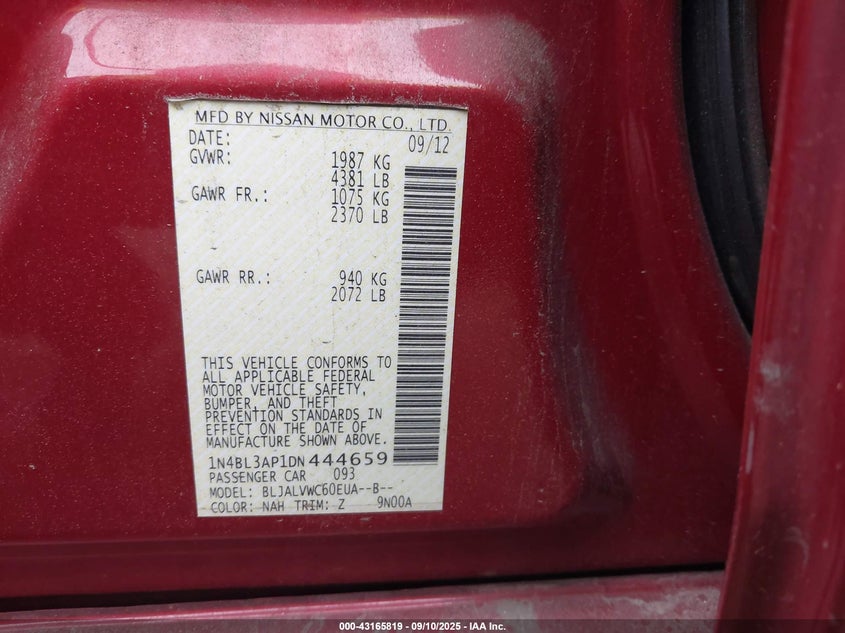 MFD BY NISSAN MOTOR CO., LTD.
DATE: 09/12
GVWR: 1987 KG
4381 LB
GAWR FR.: 1075 KG
2370 LB
GAWR RR.: 940 KG
2072 LB
THIS VEHICLE CONFORMS TO
ALL APPLICABLE FEDERAL
MOTOR VEHICLE SAFETY,
BUMPER, AND THEFT
PREVENTION STANDARDS IN
EFFECT ON THE DATE OF
MANUFACTURE SHOWN ABOVE.
1N4BL3AP1DN444659
PASSENGER CAR 093
MODEL: BLJALVWC60EUA--B--
COLOR: NAH TRIM: Z 9N00A
000-43165819 - 09/10/2025 - IAA Inc.